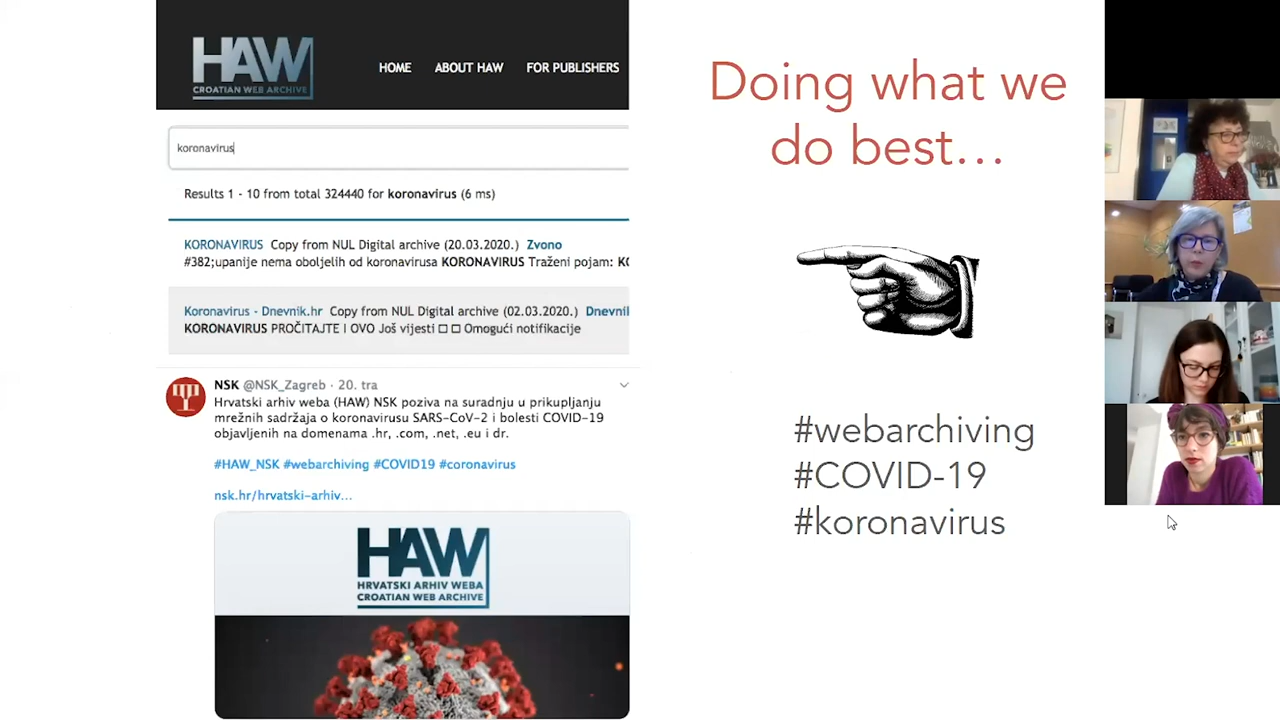 HAW
CROATIAN WEB ARCHIVE
HOME ABOUT HAW FOR PUBLISHERS
koronavirus
Results 1 - 10 from total 324440 for koronavirus (6 ms)
KORONAVIRUS Copy from NUL Digital archive (20.03.2020.) Zvono
#382;upanije nema oboljelih od koronavirusa KORONAVIRUS Traženi pojam: KO
Koronavirus - Dnevnik.hr Copy from NUL Digital archive (02.03.2020.) Dnevni
KORONAVIRUS PROČITAJTE I OVO Još vijesti □ □ Omogući notifikacije
NSK @NSK_Zagreb · 20. tra
Hrvatski arhiv weba (HAW) NSK poziva na suradnju u prikupljanju
mrežnih sadržaja o koronavirusu SARS-CoV-2 i bolesti COVID-19
objavljenih na domenama .hr, .com, .net, .eu i dr.
#HAW_NSK #webarchiving #COVID19 #coronavirus
nsk.hr/hrvatski-arhiv...
HAW
HRVATSKI ARHIV WEBA
CROATIAN WEB ARCHIVE
Doing what we
do best...
#webarchiving
#COVID-19
#koronavirus